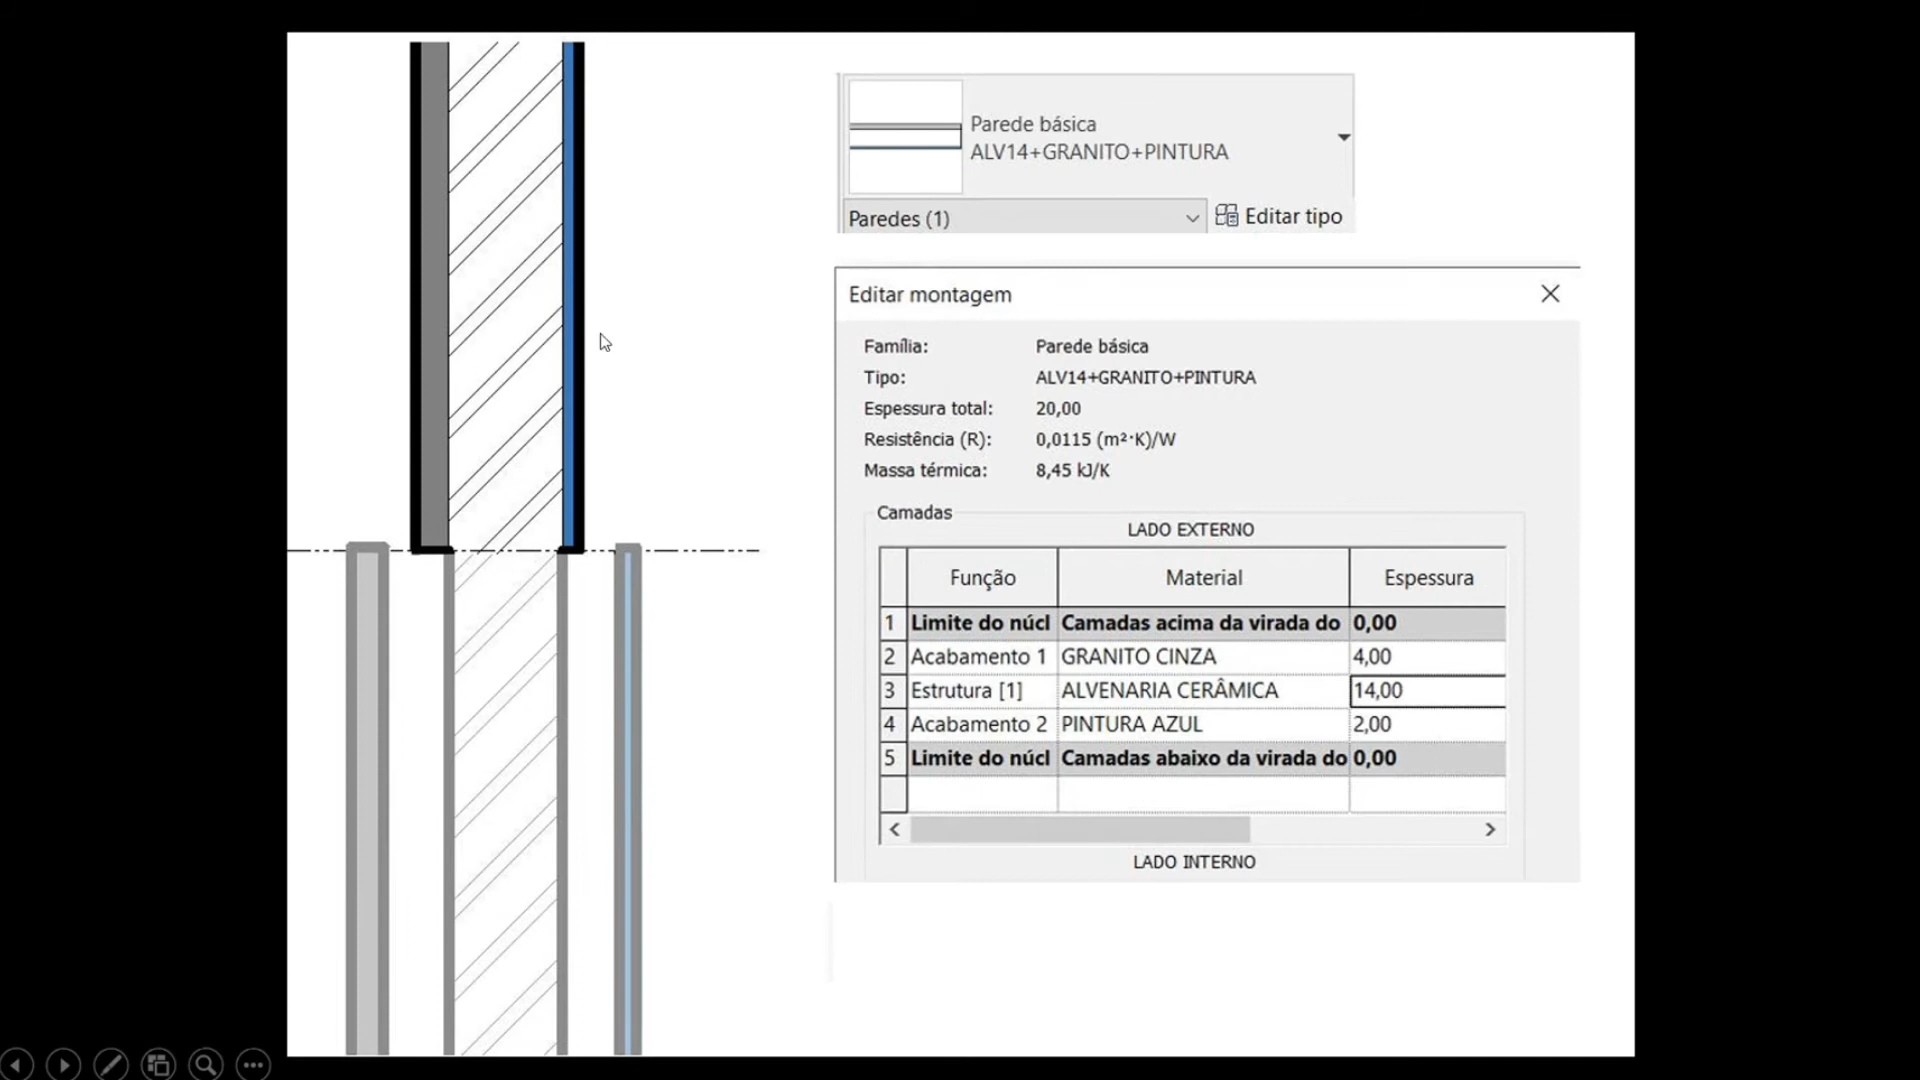 Parede básica
ALV14+GRANITO+PINTURA
Paredes (1)
Editar tipo
Editar montagem
Família: Parede básica
Tipo: ALV14+GRANITO+PINTURA
Espessura total: 20,00
Resistência (R): 0,0115 (m²·K)/W
Massa térmica: 8,45 kJ/K
Camadas
LADO EXTERNO
Função Material Espessura
1 Limite do núcl Camadas acima da virada do 0,00
2 Acabamento 1 GRANITO CINZA 4,00
3 Estrutura [1] ALVENARIA CERÂMICA 14,00
4 Acabamento 2 PINTURA AZUL 2,00
5 Limite do núcl Camadas abaixo da virada do 0,00
LADO INTERNO